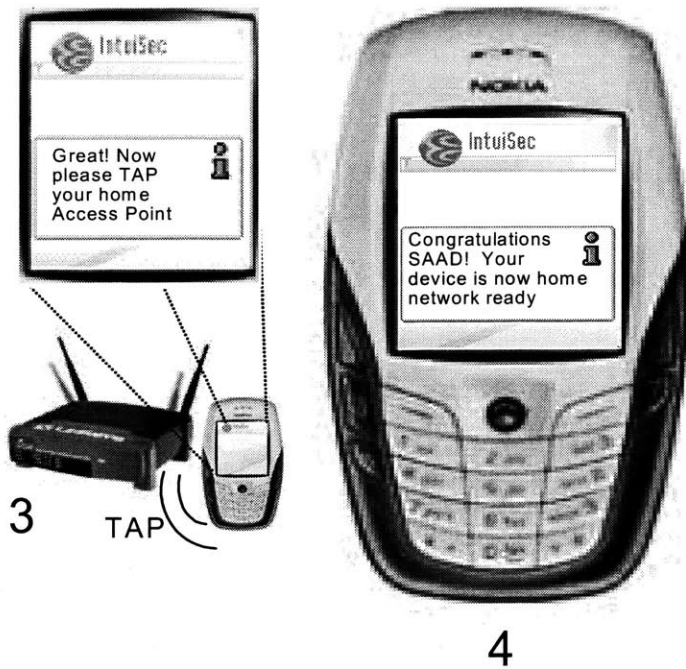 IntuiSec
Great! Now
please TAP
your home
Access Point
3
TAP
NOKIA
IntuiSec
Congratulations
SAAD! Your
device is now home
network ready
4